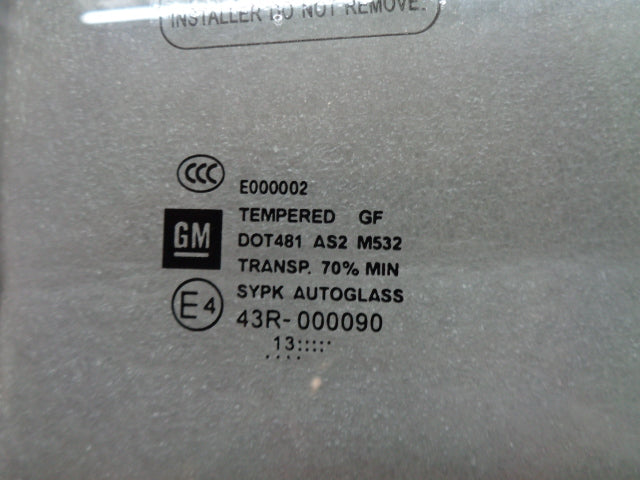 INSTALLER DO NOT REMOVE.
CCC
E000002
GM
TEMPERED GF
DOT481 AS2 M532
TRANSP. 70% MIN
E4
SYPK AUTOGLASS
43R-000090
13